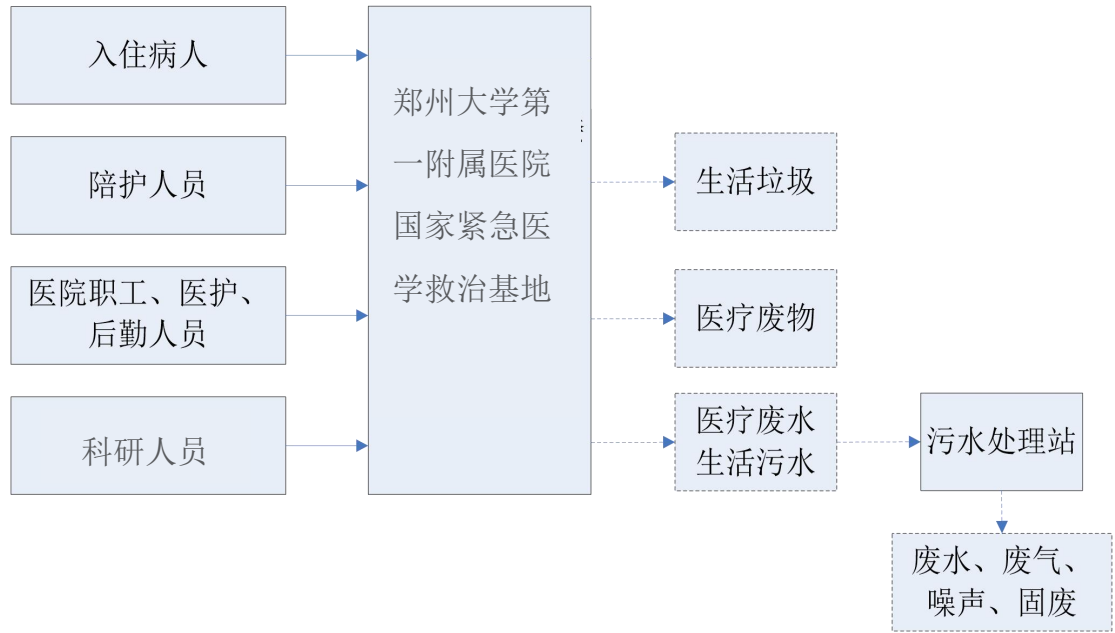 入住病人
陪护人员
医院职工、医护、
后勤人员
科研人员
郑州大学第
一附属医院
国家紧急医
学救治基地
生活垃圾
医疗废物
医疗废水
生活污水
污水处理站
废水、废气、
噪声、固废